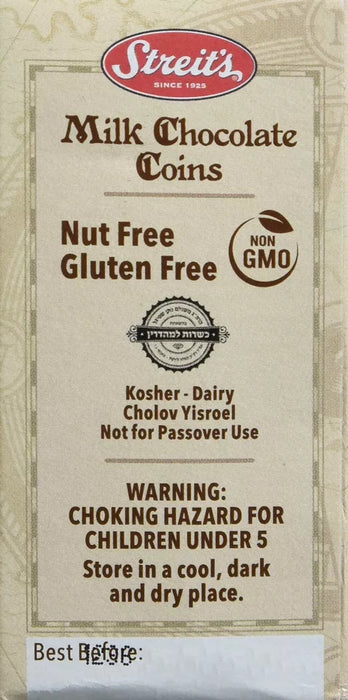 Streit's
SINCE 1925
Milk Chocolate
Coins
Nut Free
Gluten Free
NON
GMO
כשרות למהדרין
Kosher - Dairy
Cholov Yisroel
Not for Passover Use
WARNING:
CHOKING HAZARD FOR
CHILDREN UNDER 5
Store in a cool, dark
and dry place.
Best Before: